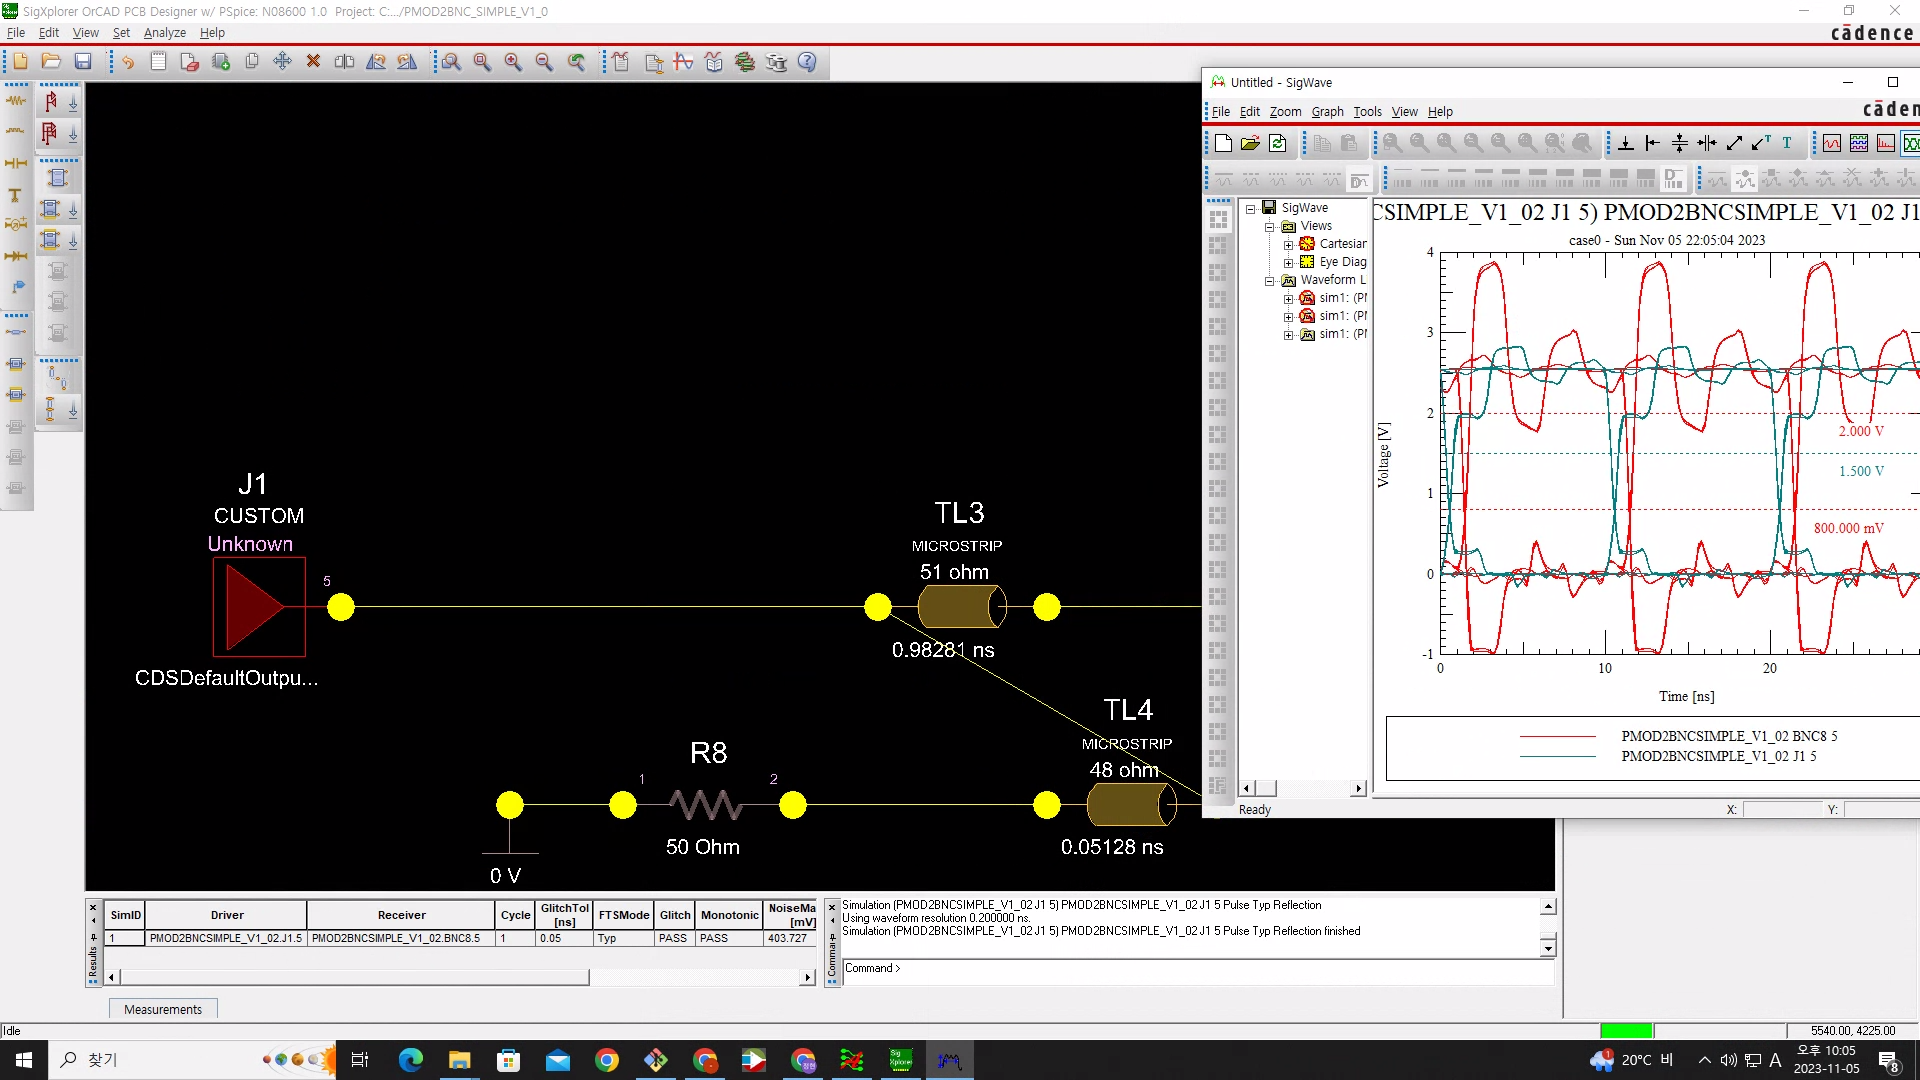 SigXplorer OrCAD PCB Designer w/ PSpice: N08600 1.0 Project: C:.../PMOD2BNC_SIMPLE_V1_0
File Edit View Set Analyze Help
cādence
Untitled - SigWave
File Edit Zoom Graph Tools View Help
cāden
SigWave
Views
Cartesian
Eye Diag
Waveform L
sim1: (PI
sim1: (PI
sim1: (PI
CSIMPLE_V1_02 J1 5) PMOD2BNCSIMPLE_V1_02 J1
case0 - Sun Nov 05 22:05:04 2023
4
3
2
1
0
-1
Voltage [V]
2.000 V
1.500 V
800.000 mV
0 10 20
Time [ns]
PMOD2BNCSIMPLE_V1_02 BNC8 5
PMOD2BNCSIMPLE_V1_02 J1 5
Ready
X:
Y:
J1
CUSTOM
Unknown
5
CDSDefaultOutpu...
TL3
MICROSTRIP
51 ohm
0.98281 ns
TL4
MICROSTRIP
48 ohm
0.05128 ns
R8
1 2
50 Ohm
0 V
Results
SimID Driver Receiver Cycle GlitchTol [ns] FTSMode Glitch Monotonic NoiseMa [mV]
1 PMOD2BNCSIMPLE_V1_02.J1.5 PMOD2BNCSIMPLE_V1_02.BNC8.5 1 0.05 Typ PASS PASS 403.727
Measurements
Comma
Simulation (PMOD2BNCSIMPLE_V1_02 J1 5) PMOD2BNCSIMPLE_V1_02 J1 5 Pulse Typ Reflection
Using waveform resolution 0.200000 ns.
Simulation (PMOD2BNCSIMPLE_V1_02 J1 5) PMOD2BNCSIMPLE_V1_02 J1 5 Pulse Typ Reflection finished
Command >
Idle
5540.00, 4225.00
찾기
Sig Xplorer
1
20°C 비
A
오후 10:05
2023-11-05
8